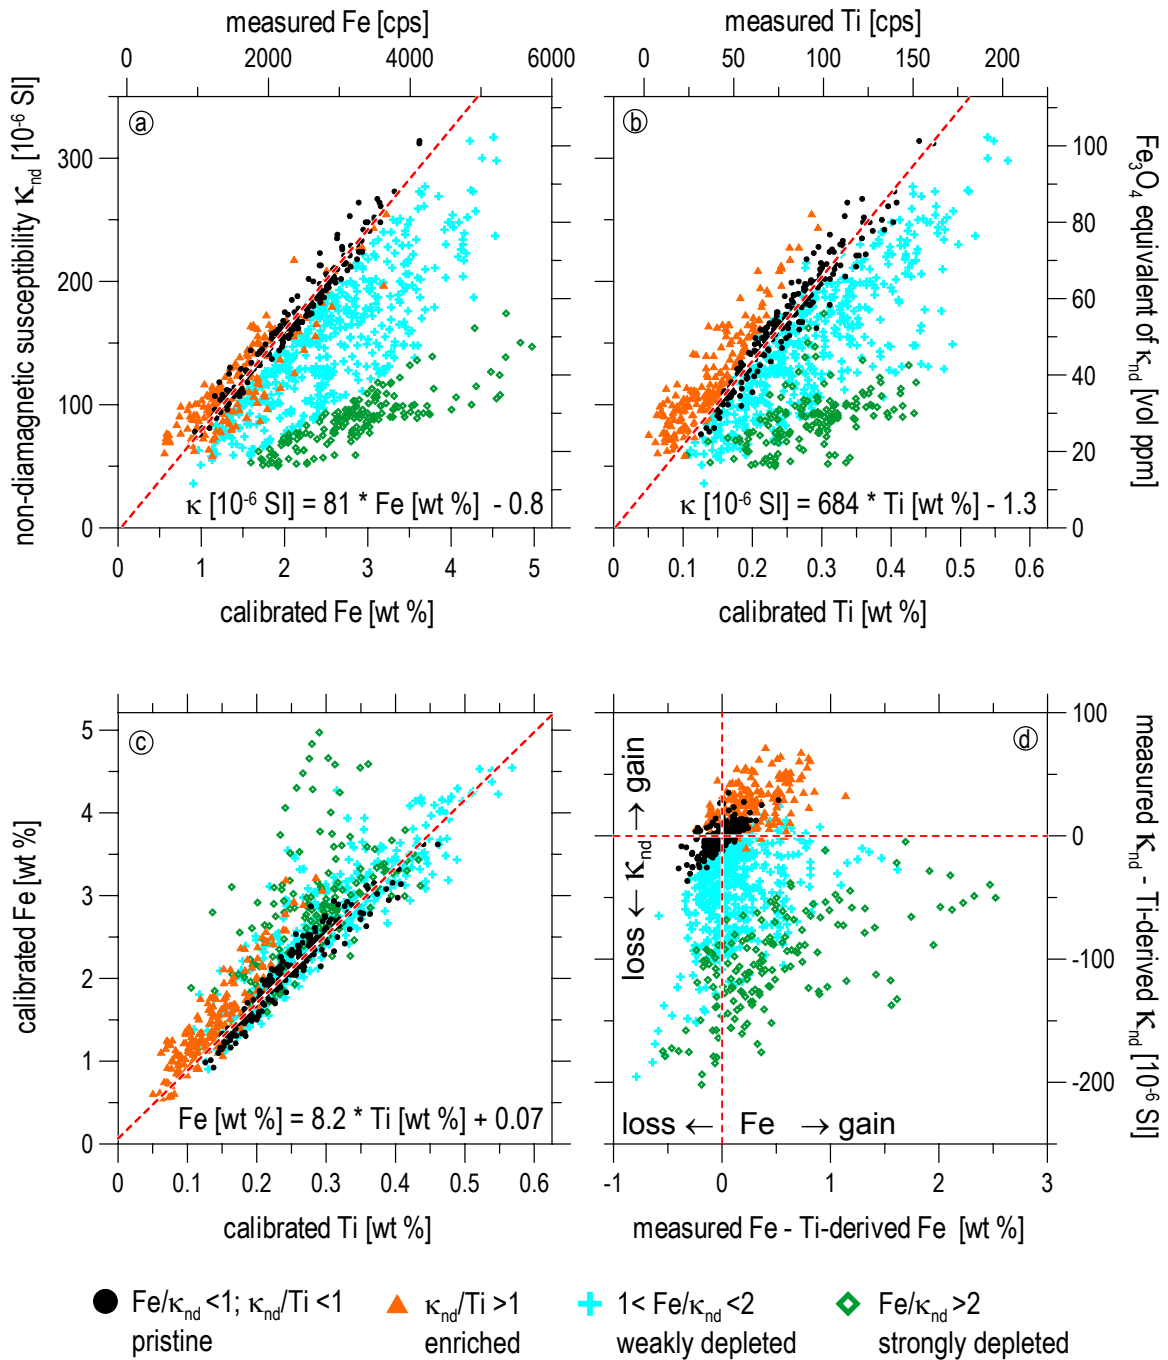 measured Fe [cps]
0 2000 4000 6000
measured Ti [cps]
0 50 100 150 200
non-diamagnetic susceptibility κnd [10⁻⁶ SI]
300
200
100
0
a
κ [10⁻⁶ SI] = 81 * Fe [wt %] - 0.8
0 1 2 3 4 5
calibrated Fe [wt %]
b
κ [10⁻⁶ SI] = 684 * Ti [wt %] - 1.3
0 0.1 0.2 0.3 0.4 0.5 0.6
calibrated Ti [wt %]
100
80
60
40
20
0
Fe₃O₄ equivalent of κnd [vol ppm]
calibrated Fe [wt %]
5
4
3
2
1
0
c
Fe [wt %] = 8.2 * Ti [wt %] + 0.07
0 0.1 0.2 0.3 0.4 0.5 0.6
calibrated Ti [wt %]
d
loss ← κnd → gain
loss ← Fe → gain
-1 0 1 2 3
measured Fe - Ti-derived Fe [wt %]
100
0
-100
-200
measured κnd - Ti-derived κnd [10⁻⁶ SI]
Fe/κnd <1; κnd/Ti <1
pristine
κnd/Ti >1
enriched
1< Fe/κnd <2
weakly depleted
Fe/κnd >2
strongly depleted